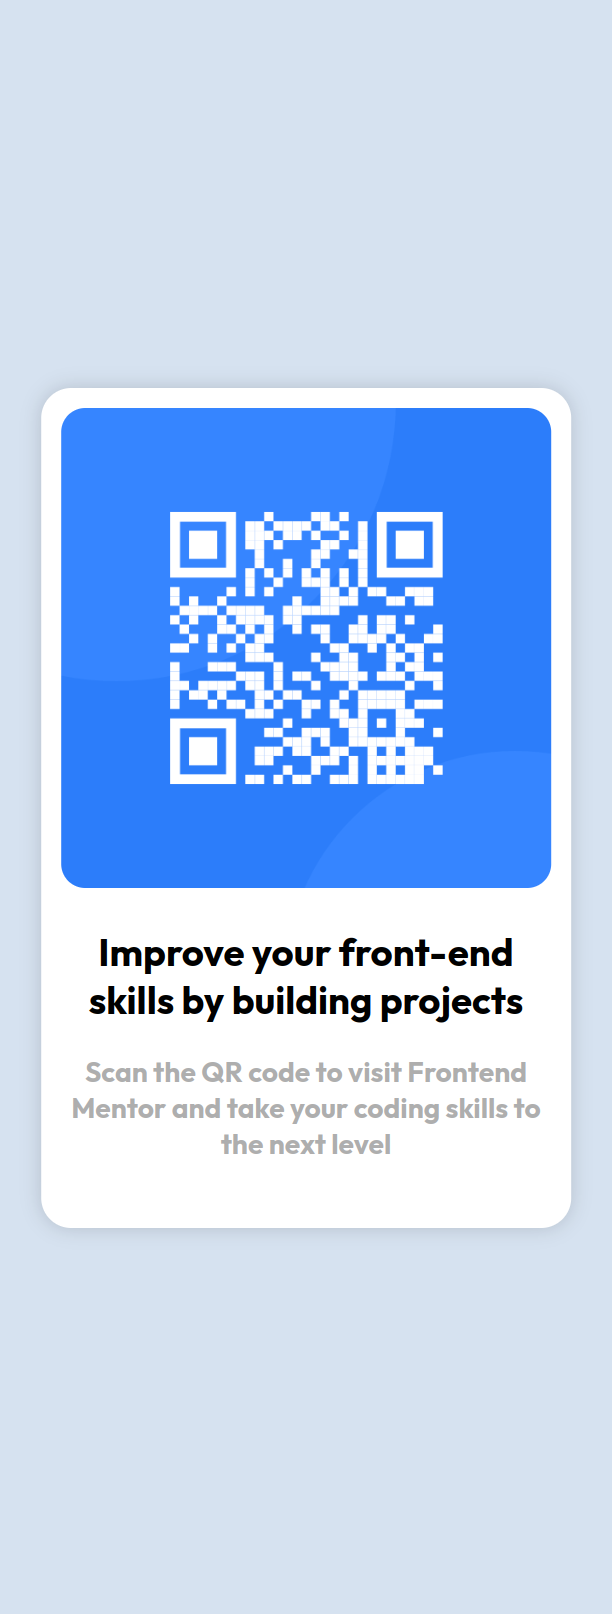 Improve your front-end
skills by building projects
Scan the QR code to visit Frontend
Mentor and take your coding skills to
the next level